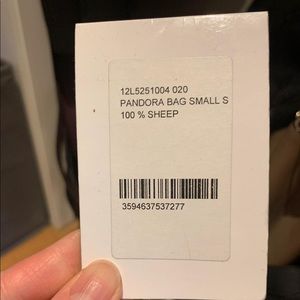 12L5251004 020
PANDORA BAG SMALL S
100 % SHEEP
3594637537277